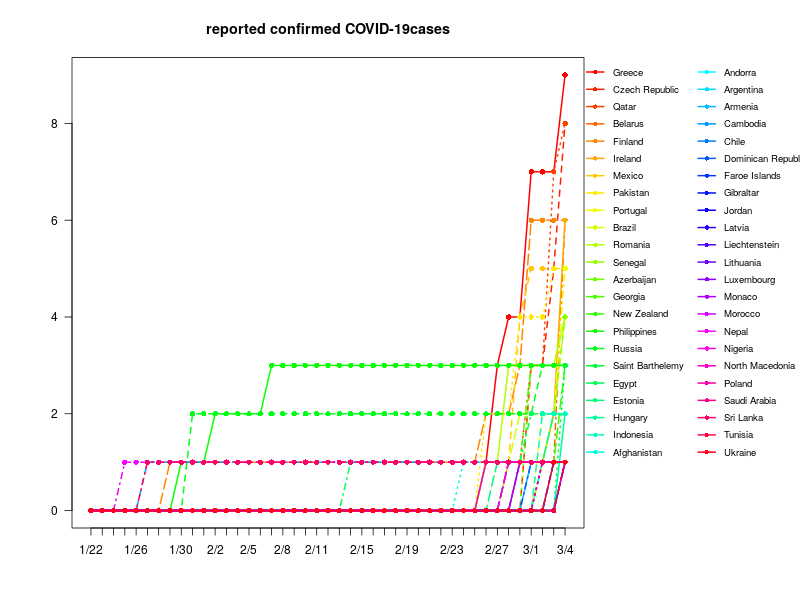 reported confirmed COVID-19cases
8
6
4
2
0
1/22 1/26 1/30 2/2 2/5 2/8 2/11 2/15 2/19 2/23 2/27 3/1 3/4
Greece
Czech Republic
Qatar
Belarus
Finland
Ireland
Mexico
Pakistan
Portugal
Brazil
Romania
Senegal
Azerbaijan
Georgia
New Zealand
Philippines
Russia
Saint Barthelemy
Egypt
Estonia
Hungary
Indonesia
Afghanistan
Andorra
Argentina
Armenia
Cambodia
Chile
Dominican Republ
Faroe Islands
Gibraltar
Jordan
Latvia
Liechtenstein
Lithuania
Luxembourg
Monaco
Morocco
Nepal
Nigeria
North Macedonia
Poland
Saudi Arabia
Sri Lanka
Tunisia
Ukraine